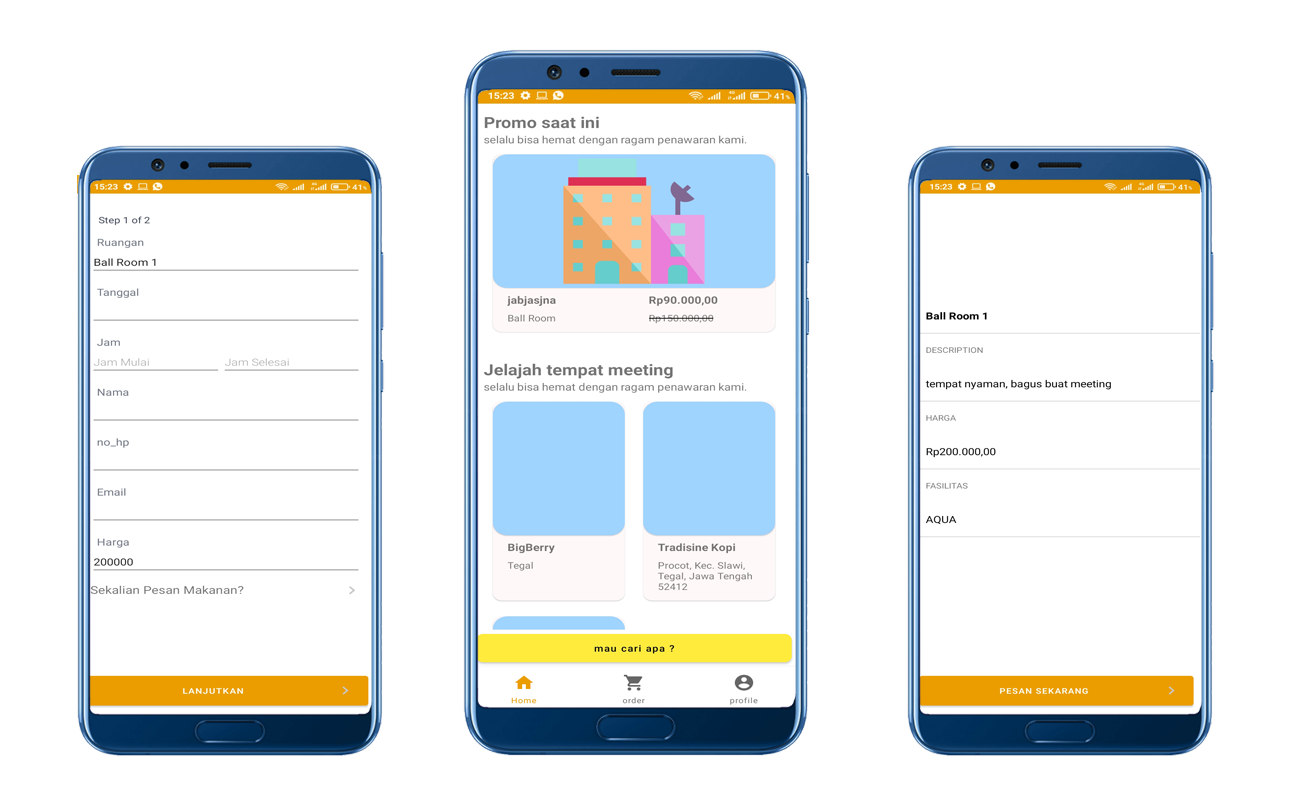 15:23 41%
Step 1 of 2
Ruangan
Ball Room 1
Tanggal
Jam
Jam Mulai Jam Selesai
Nama
no_hp
Email
Harga
200000
Sekalian Pesan Makanan?
LANJUTKAN
15:23 4G 41%
Promo saat ini
selalu bisa hemat dengan ragam penawaran kami.
jabjasjna Rp90.000,00
Ball Room Rp150.000,00
Jelajah tempat meeting
selalu bisa hemat dengan ragam penawaran kami.
BigBerry
Tegal
Tradisine Kopi
Procot, Kec. Slawi,
Tegal, Jawa Tengah
52412
mau cari apa ?
Home order profile
15:23 41%
Ball Room 1
DESCRIPTION
tempat nyaman, bagus buat meeting
HARGA
Rp200.000,00
FASILITAS
AQUA
PESAN SEKARANG